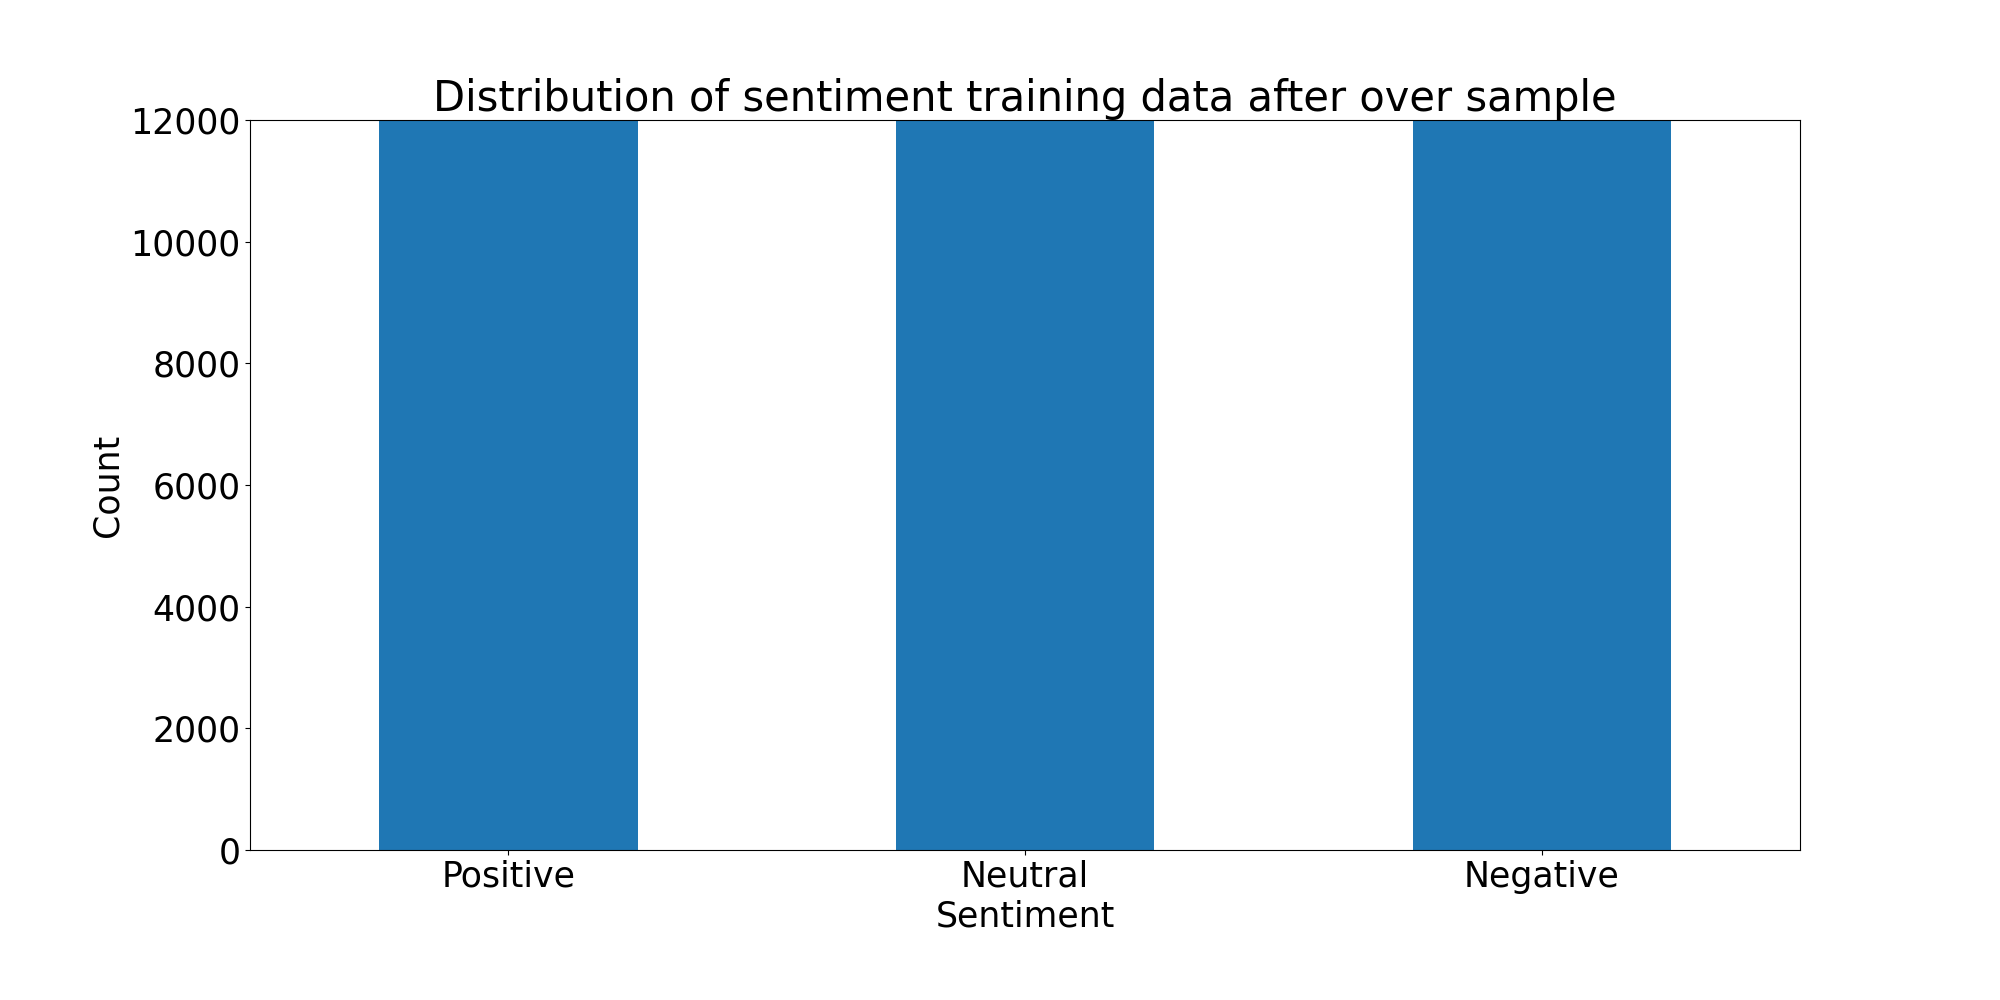 Distribution of sentiment training data after over sample
12000
10000
8000
6000
4000
2000
0
Count
Positive
Neutral
Negative
Sentiment